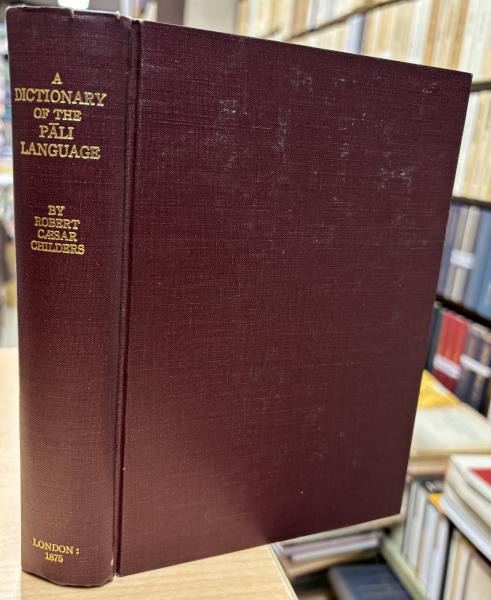 A
DICTIONARY
OF THE
PĀLI
LANGUAGE
BY
ROBERT
CÆSAR
CHILDERS
LONDON:
1875